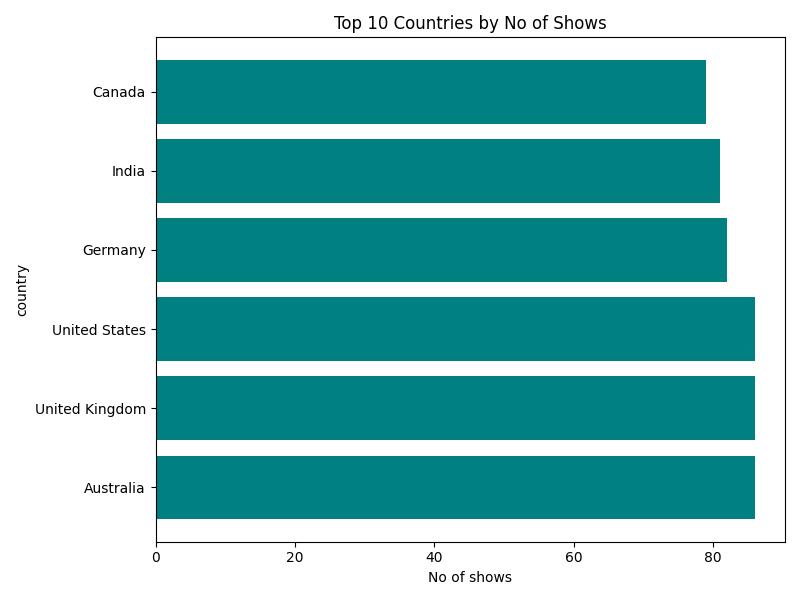 Top 10 Countries by No of Shows
Canada
India
Germany
United States
United Kingdom
Australia
country
0 20 40 60 80
No of shows